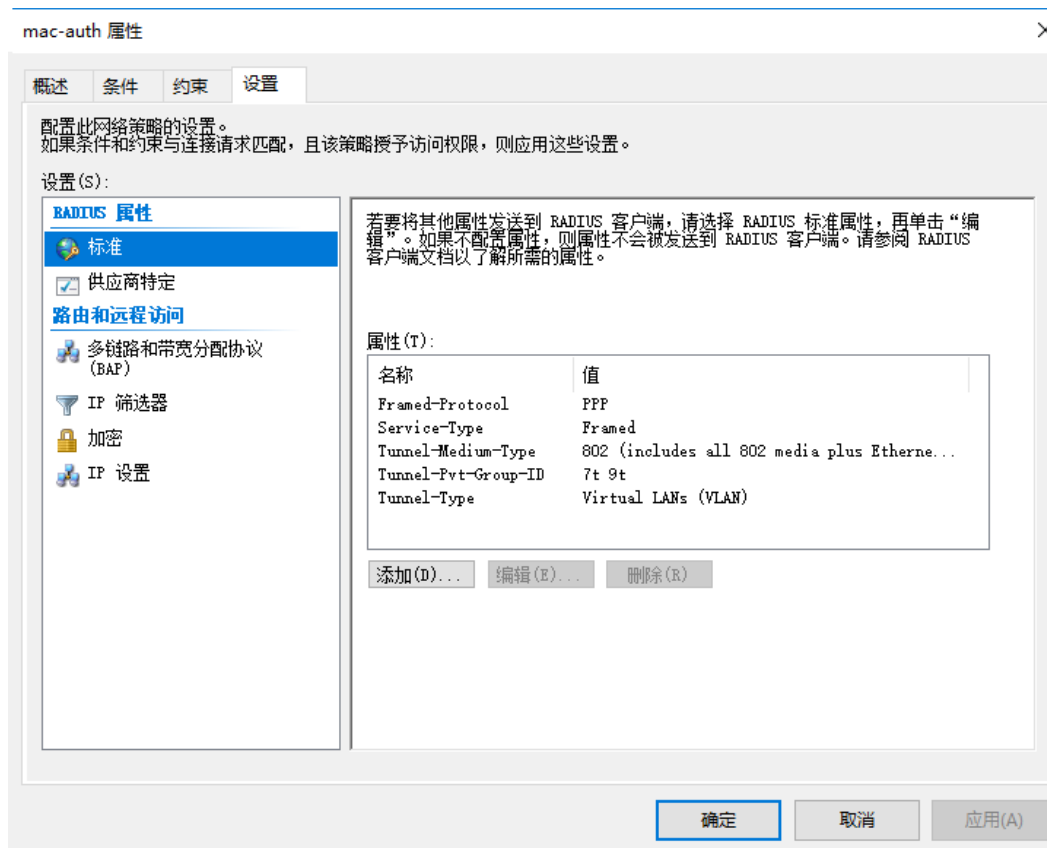 mac-auth 属性
概述 条件 约束 设置
配置此网络策略的设置。
如果条件和约束与连接请求匹配，且该策略授予访问权限，则应用这些设置。
设置(S):
RADIUS 属性
标准
供应商特定
路由和远程访问
多链路和带宽分配协议
(BAP)
IP 筛选器
加密
IP 设置
若要将其他属性发送到 RADIUS 客户端，请选择 RADIUS 标准属性，再单击“编
辑”。如果不配置属性，则属性不会被发送到 RADIUS 客户端。请参阅 RADIUS
客户端文档以了解所需的属性。
属性(T):
名称 值
Framed-Protocol PPP
Service-Type Framed
Tunnel-Medium-Type 802 (includes all 802 media plus Etherne...
Tunnel-Pvt-Group-ID 7t 9t
Tunnel-Type Virtual LANs (VLAN)
添加(D)... 编辑(E)... 删除(R)
确定 取消 应用(A)